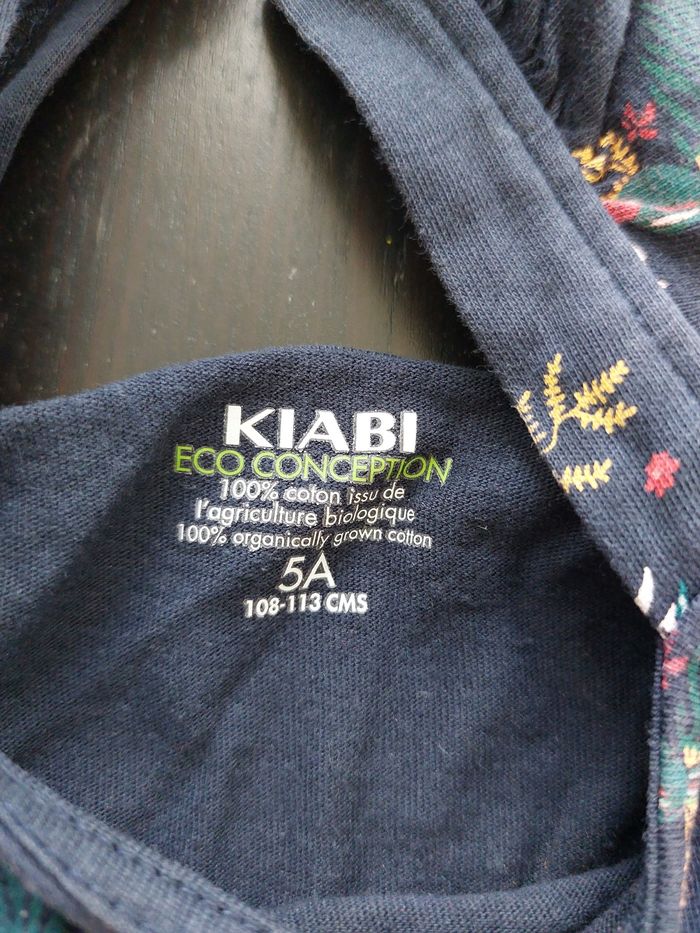 KIABI
ECO CONCEPTION
100% coton issu de
l'agriculture biologique
100% organically grown cotton
5A
108-113 CMS